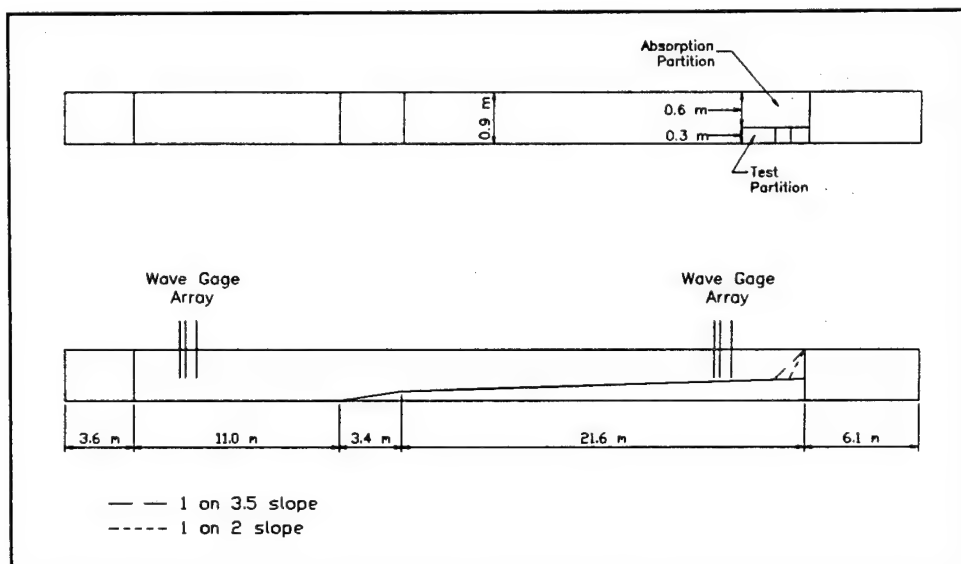 Absorption
Partition
0.9 m
0.6 m
0.3 m
Test
Partition
Wave Gage
Array
Wave Gage
Array
3.6 m
11.0 m
3.4 m
21.6 m
6.1 m
1 on 3.5 slope
1 on 2 slope